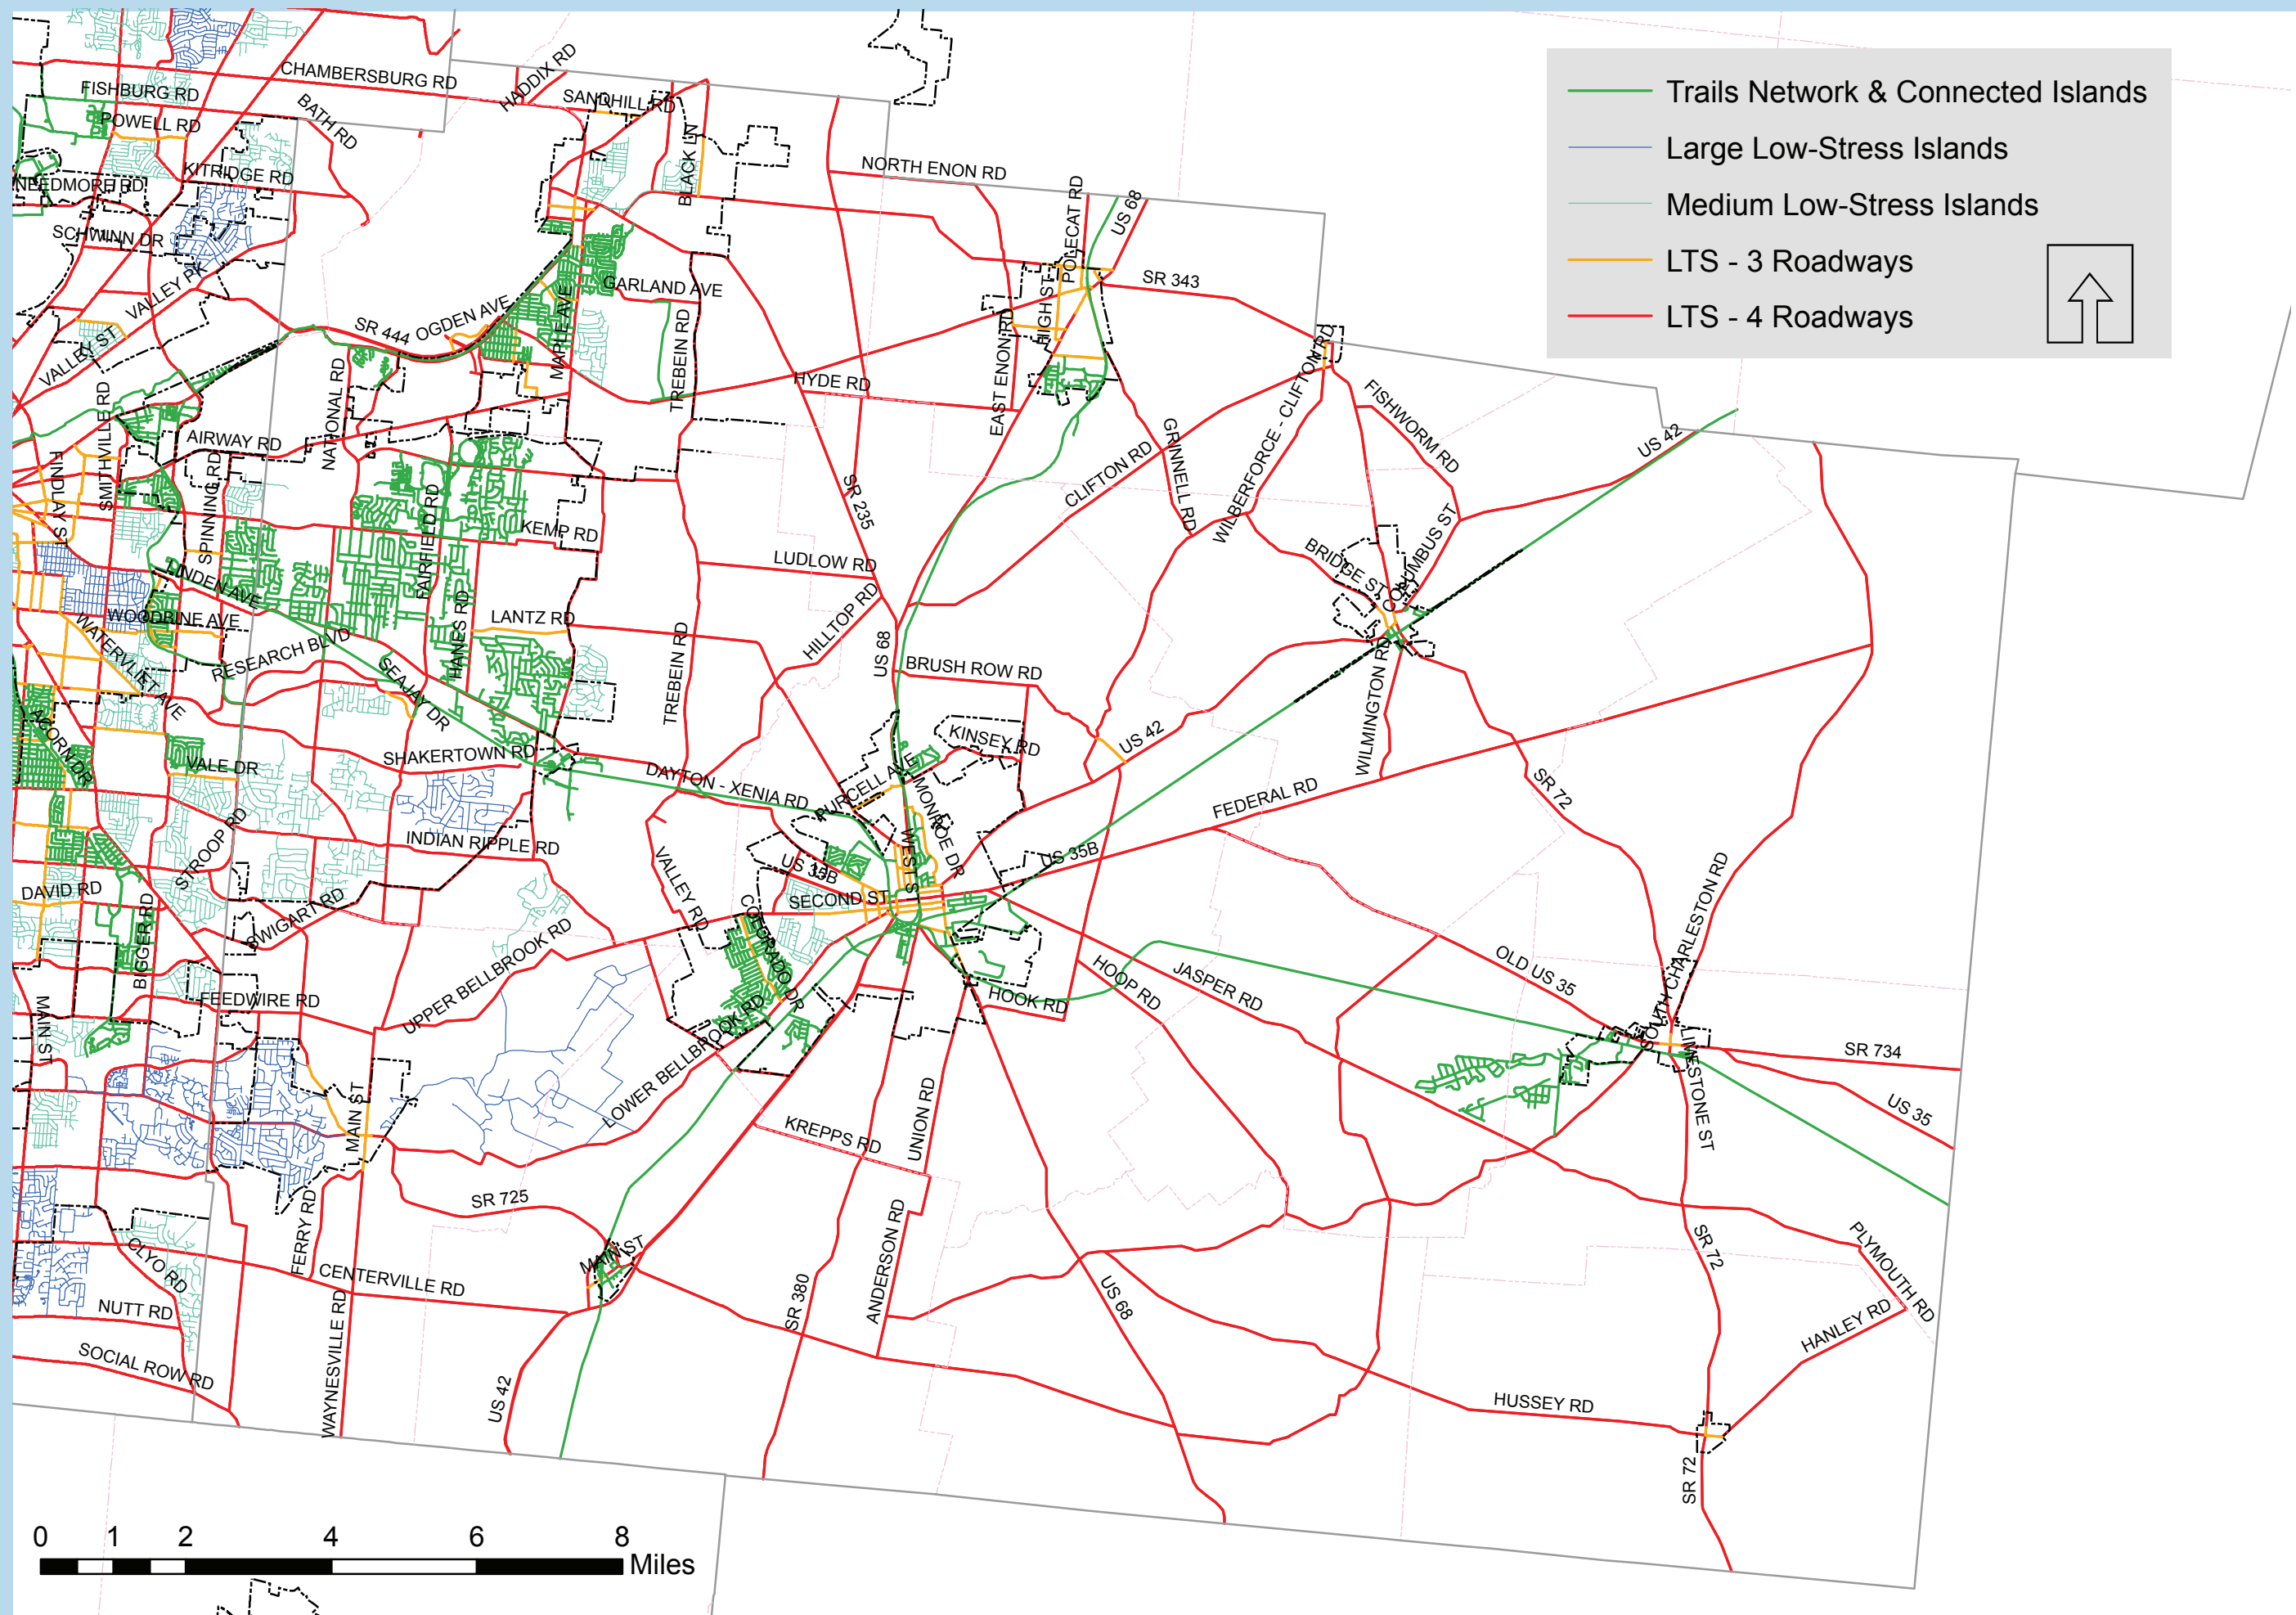 CHAMBERSBURG RD
HADDIX RD
FISHBURG RD
SANDHILL RD
BATH RD
POWELL RD
BLACK LN
NORTH ENON RD
KITRIDGE RD
NEEDMORE RD
POLECAT RD
US 68
SCHWINN DR
VALLEY PK
SR 343
GARLAND AVE
HIGH ST
OGDEN AVE
SR 444
MAPLE AVE
TREBEIN RD
VALLEY ST
EAST ENON RD
WILBERFORCE - CLIFTON RD
HYDE RD
NATIONAL RD
SMITHVILLE RD
FISHWORM RD
AIRWAY RD
US 42
GRINNELL RD
CLIFTON RD
FINDLAY ST
SPINNING RD
SR 235
FAIRFIELD RD
KEMP RD
COLUMBUS ST
BRIDGE ST
LUDLOW RD
LINDEN AVE
HILLTOP RD
WOODBINE AVE
LANTZ RD
HANES RD
WATERVLIET AVE
RESEARCH BLVD
US 68
BRUSH ROW RD
SEAJAY DR
TREBEIN RD
WILMINGTON RD
ACORN DR
KINSEY RD
US 42
SHAKERTOWN RD
VALE DR
DAYTON - XENIA RD
PURCELL AVE
SR 72
FEDERAL RD
MONROE DR
STROOP RD
INDIAN RIPPLE RD
WEST ST
US 35B
US 35B
VALLEY RD
DAVID RD
SECOND ST
SWIGART RD
BIGGER RD
COLORADO DR
SOUTH CHARLESTON RD
UPPER BELLBROOK RD
OLD US 35
HOOP RD
JASPER RD
FEEDWIRE RD
HOOK RD
MAIN ST
LOWER BELLBROOK RD
LIMESTONE ST
SR 734
US 35
MAIN ST
KREPPS RD
UNION RD
SR 725
FERRY RD
ANDERSON RD
MAIN ST
SR 72
PLYMOUTH RD
CLYO RD
CENTERVILLE RD
SR 380
US 68
NUTT RD
HANLEY RD
WAYNESVILLE RD
SOCIAL ROW RD
US 42
HUSSEY RD
SR 72
Trails Network & Connected Islands
Large Low-Stress Islands
Medium Low-Stress Islands
LTS - 3 Roadways
LTS - 4 Roadways
0 1 2 4 6 8
Miles